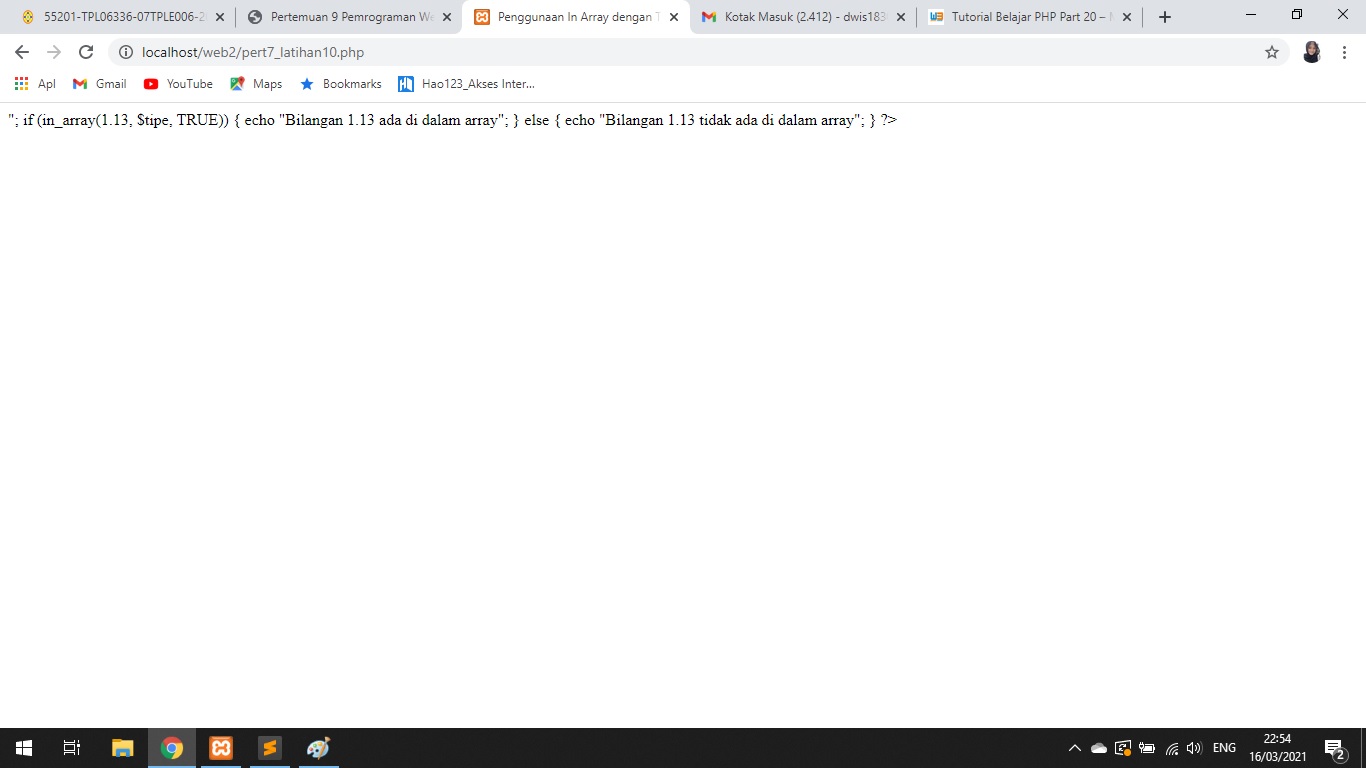 55201-TPL06336-07TPLE006-2
Pertemuan 9 Pemrograman We
Penggunaan In Array dengan T
Kotak Masuk (2.412) - dwis183
Tutorial Belajar PHP Part 20 –
localhost/web2/pert7_latihan10.php
Apl Gmail YouTube Maps Bookmarks Hao123_Akses Inter...
"; if (in_array(1.13, $tipe, TRUE)) { echo "Bilangan 1.13 ada di dalam array"; } else { echo "Bilangan 1.13 tidak ada di dalam array"; } ?>
ENG
22:54
16/03/2021
2